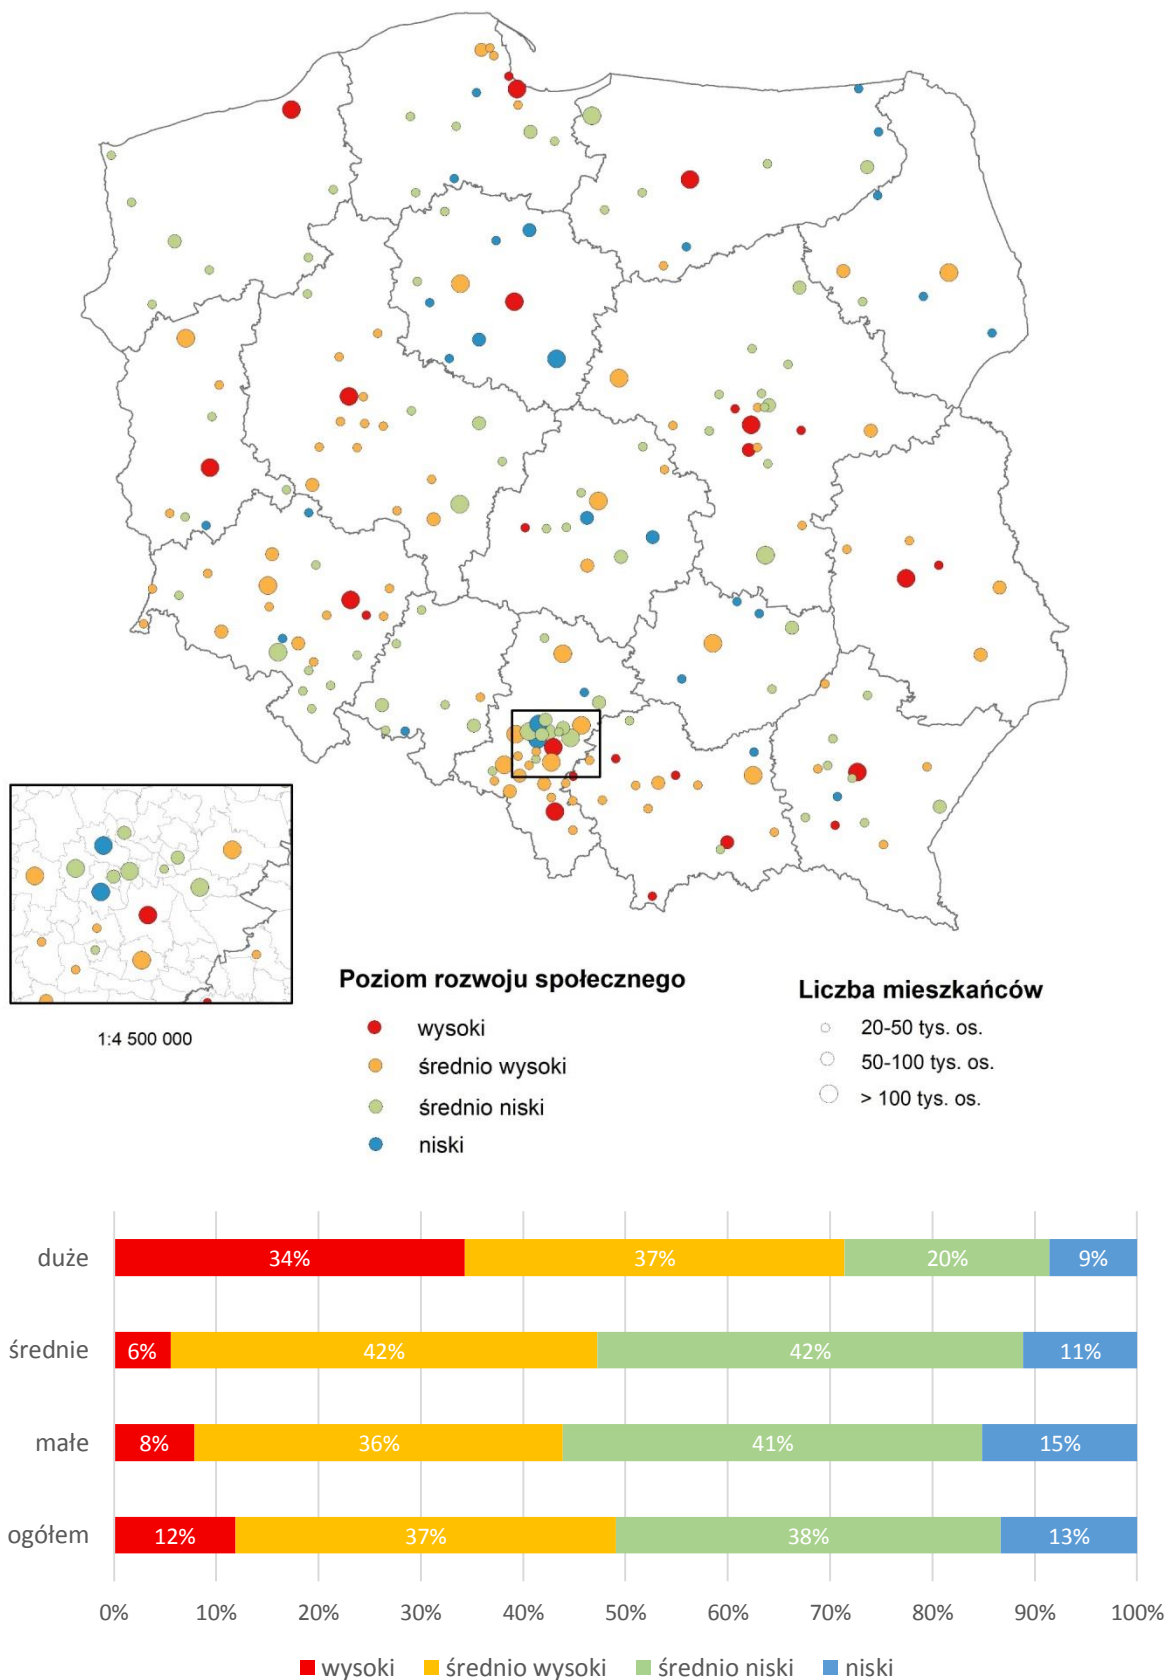 Poziom rozwoju społecznego
wysoki
średnio wysoki
średnio niski
niski
Liczba mieszkańców
20-50 tys. os.
50-100 tys. os.
> 100 tys. os.
1:4 500 000
duże 34% 37% 20% 9%
średnie 6% 42% 42% 11%
małe 8% 36% 41% 15%
ogółem 12% 37% 38% 13%
0% 10% 20% 30% 40% 50% 60% 70% 80% 90% 100%
wysoki średnio wysoki średnio niski niski